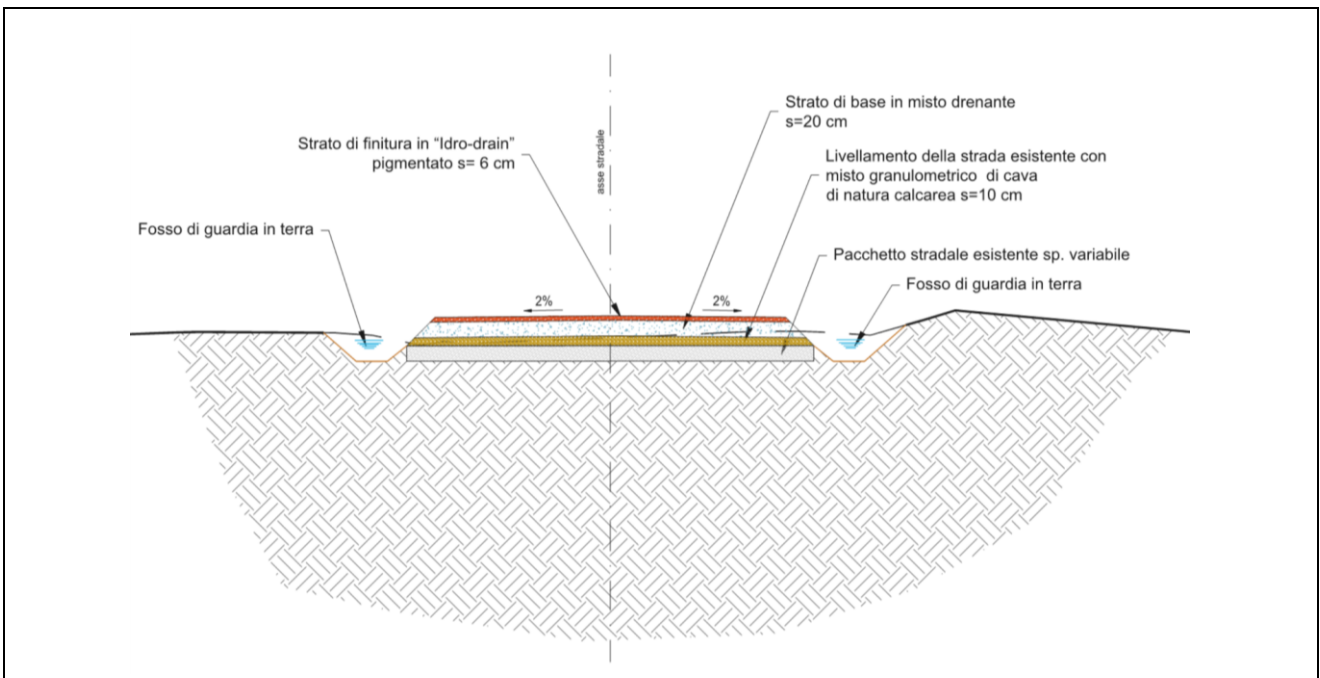 Strato di base in misto drenante
s=20 cm
Strato di finitura in “Idro-drain”
pigmentato s= 6 cm
asse stradale
Livellamento della strada esistente con
misto granulometrico di cava
di natura calcarea s=10 cm
Fosso di guardia in terra
Pacchetto stradale esistente sp. variabile
Fosso di guardia in terra
2%
2%